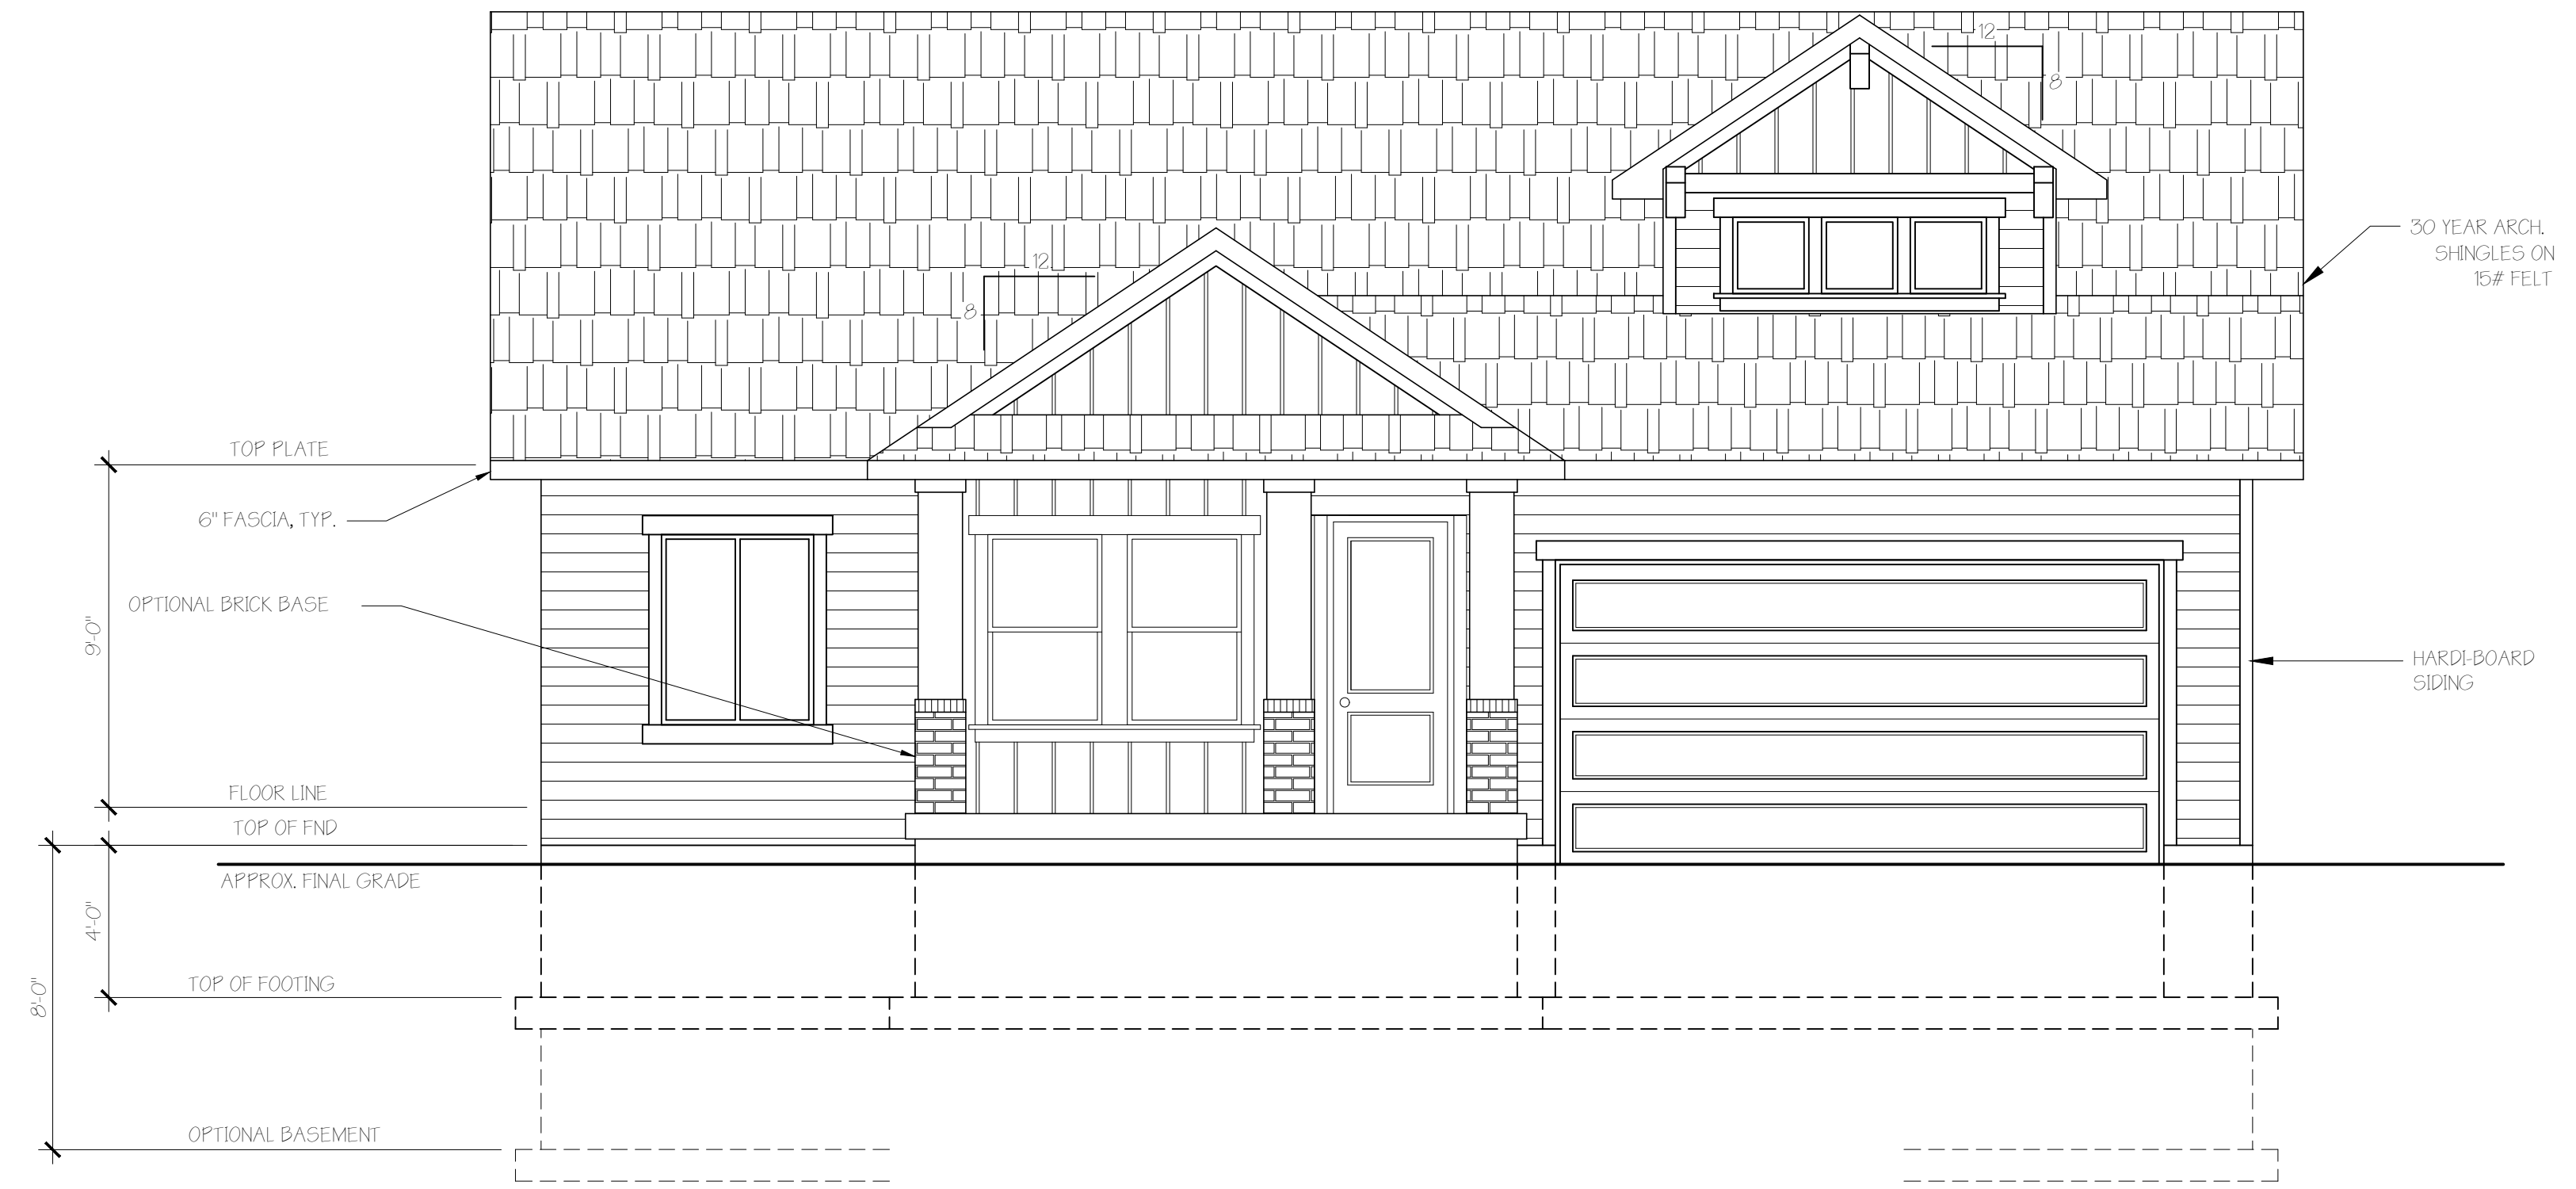 12
8
30 YEAR ARCH.
SHINGLES ON
15# FELT
12
8
TOP PLATE
6" FASCIA, TYP.
OPTIONAL BRICK BASE
9'-0"
HARDI-BOARD
SIDING
FLOOR LINE
TOP OF FND
APPROX. FINAL GRADE
4'-0"
TOP OF FOOTING
8'-0"
OPTIONAL BASEMENT